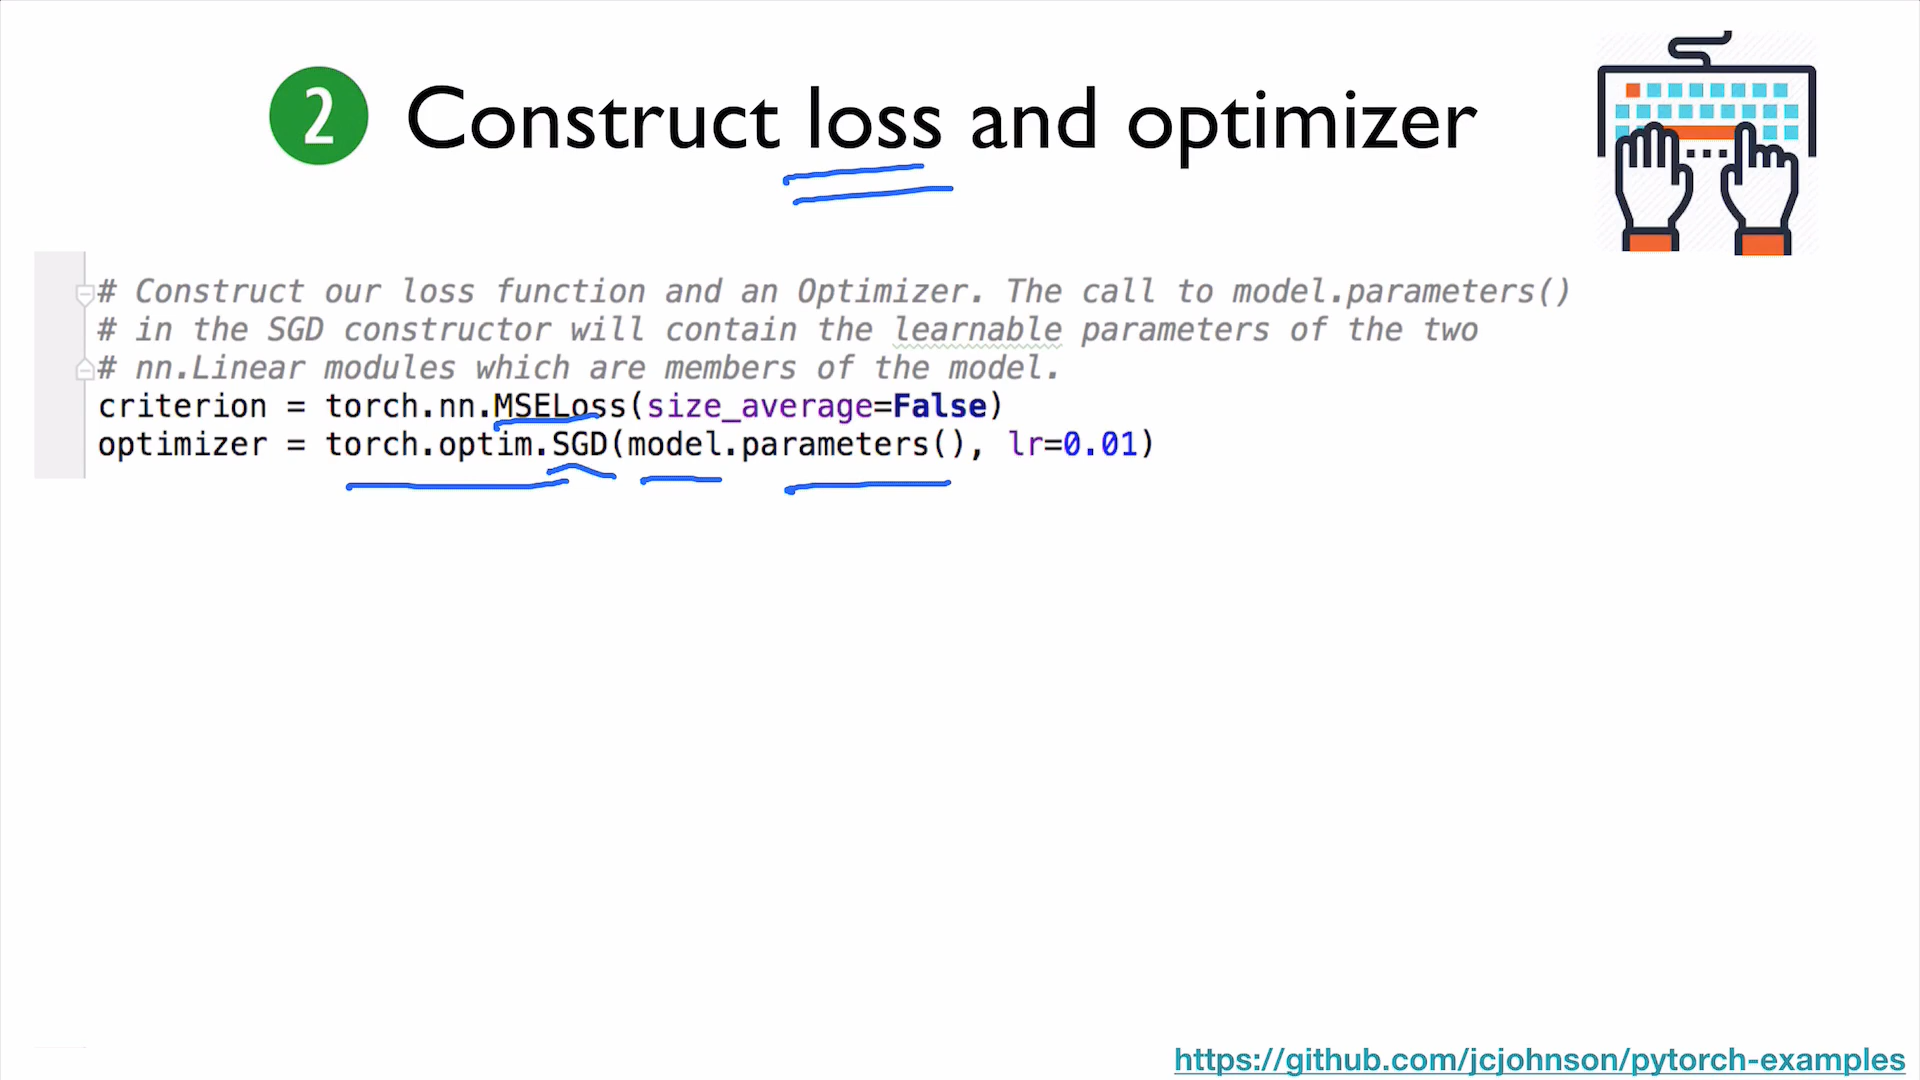 2 Construct loss and optimizer
# Construct our loss function and an Optimizer. The call to model.parameters()
# in the SGD constructor will contain the learnable parameters of the two
# nn.Linear modules which are members of the model.
criterion = torch.nn.MSELoss(size_average=False)
optimizer = torch.optim.SGD(model.parameters(), lr=0.01)
https://github.com/jcjohnson/pytorch-examples